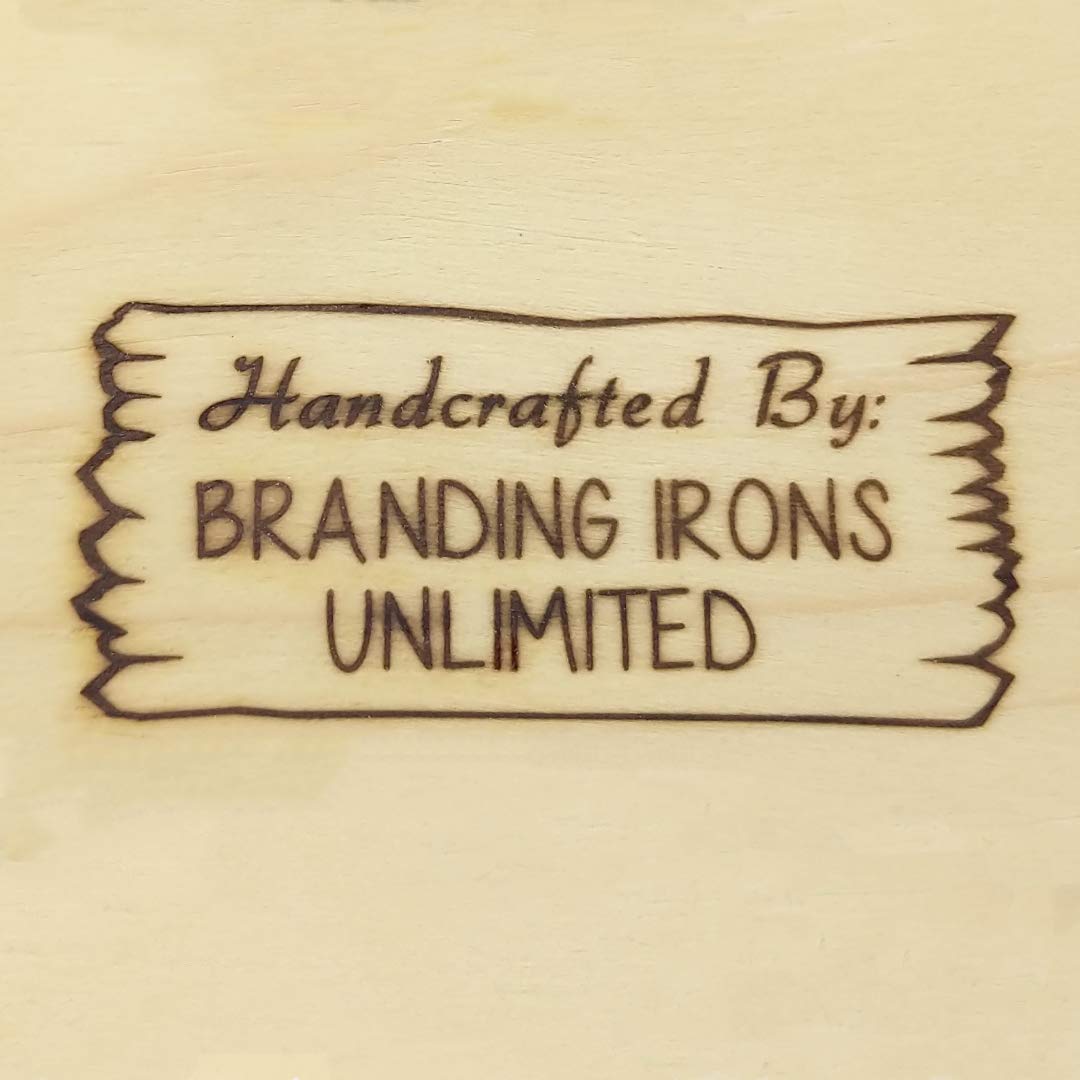 Handcrafted By:
BRANDING IRONS
UNLIMITED